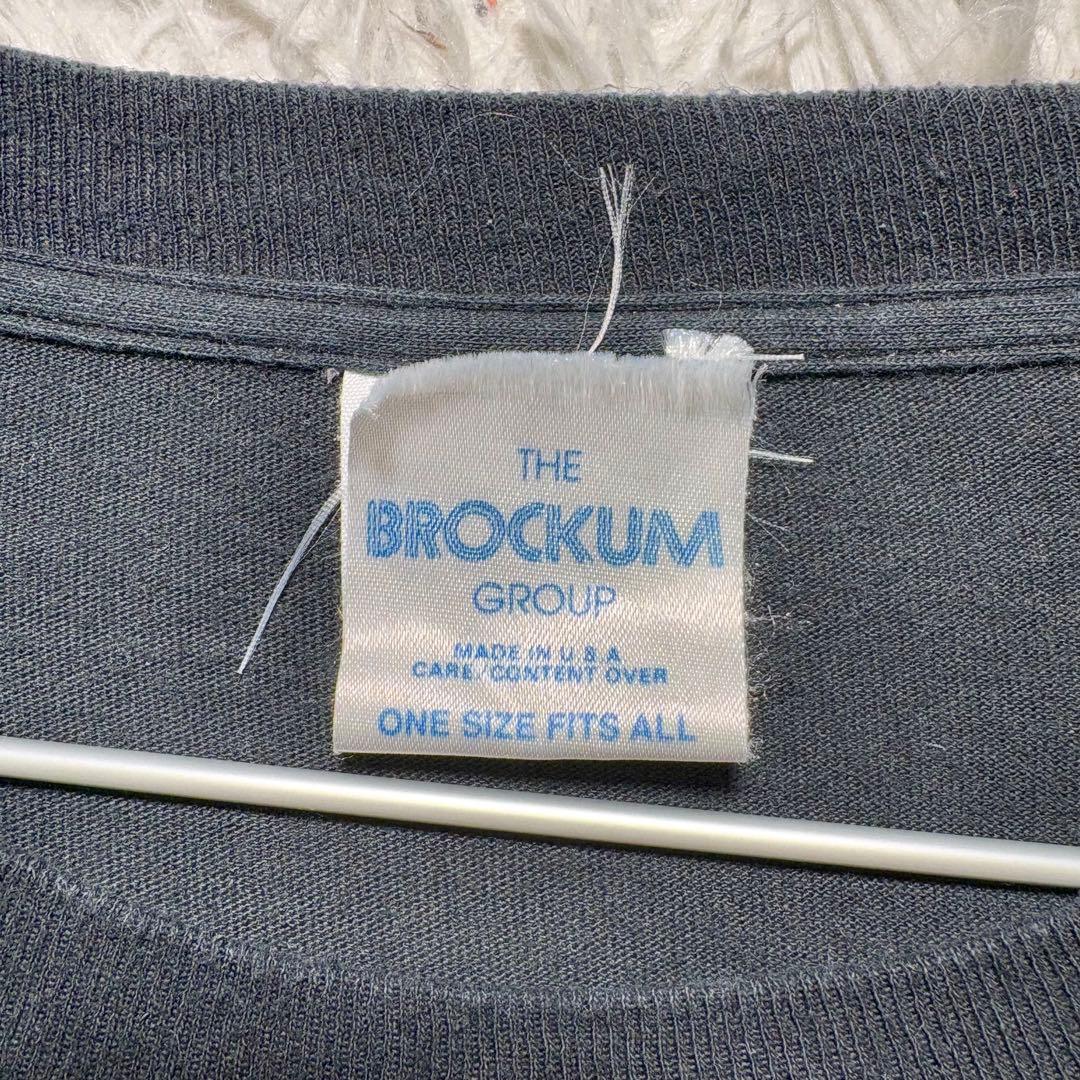 THE
BROCKUM
GROUP
MADE IN U S A
CARE/CONTENT OVER
ONE SIZE FITS ALL